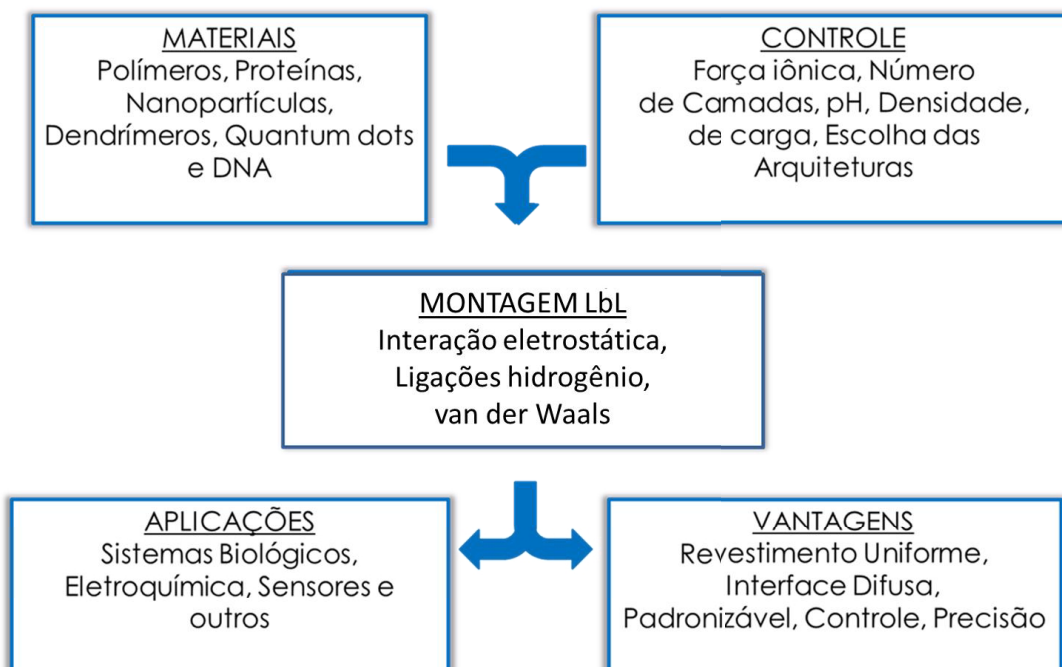 MATERIAIS
Polímeros, Proteínas,
Nanopartículas,
Dendrímeros, Quantum dots
e DNA
CONTROLE
Força iônica, Número
de Camadas, pH, Densidade,
de carga, Escolha das
Arquiteturas
MONTAGEM LbL
Interação eletrostática,
Ligações hidrogênio,
van der Waals
APLICAÇÕES
Sistemas Biológicos,
Eletroquímica, Sensores e
outros
VANTAGENS
Revestimento Uniforme,
Interface Difusa,
Padronizável, Controle, Precisão